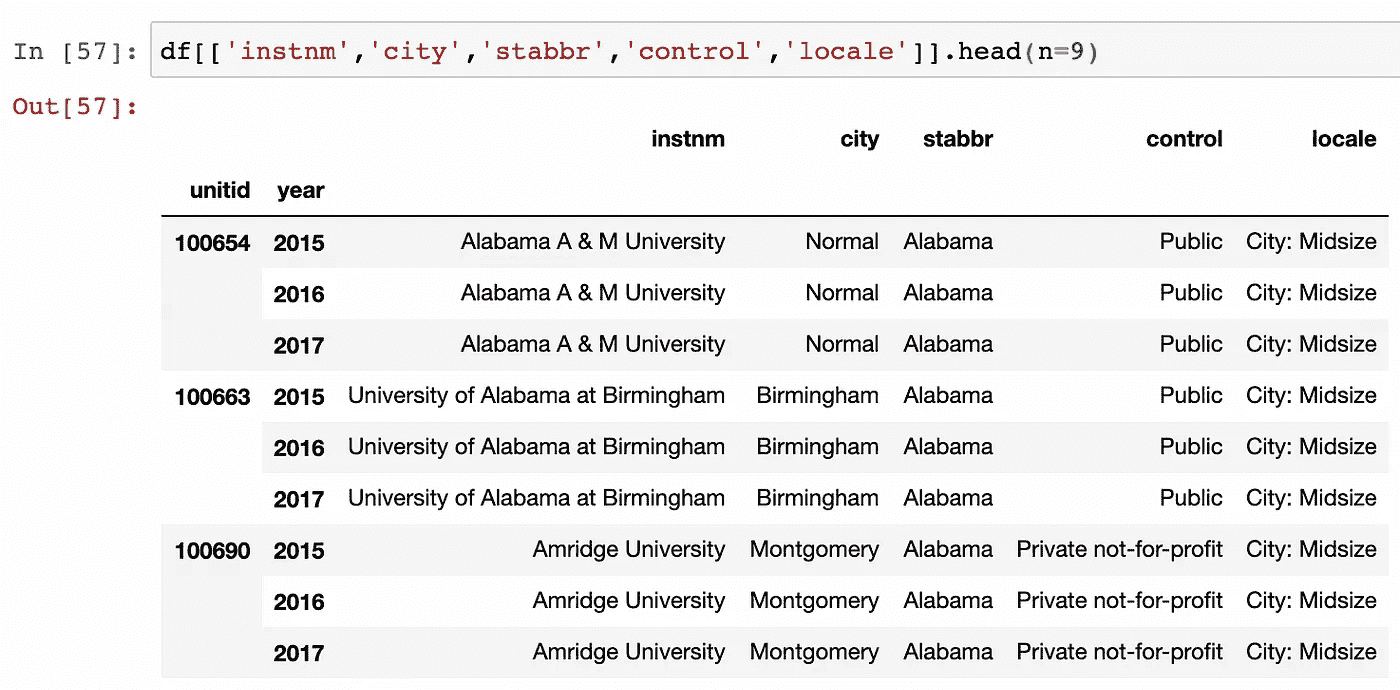 In [57]: df[['instnm','city','stabbr','control','locale']].head(n=9)
Out[57]:
instnm city stabbr control locale
unitid year
100654 2015 Alabama A & M University Normal Alabama Public City: Midsize
2016 Alabama A & M University Normal Alabama Public City: Midsize
2017 Alabama A & M University Normal Alabama Public City: Midsize
100663 2015 University of Alabama at Birmingham Birmingham Alabama Public City: Midsize
2016 University of Alabama at Birmingham Birmingham Alabama Public City: Midsize
2017 University of Alabama at Birmingham Birmingham Alabama Public City: Midsize
100690 2015 Amridge University Montgomery Alabama Private not-for-profit City: Midsize
2016 Amridge University Montgomery Alabama Private not-for-profit City: Midsize
2017 Amridge University Montgomery Alabama Private not-for-profit City: Midsize